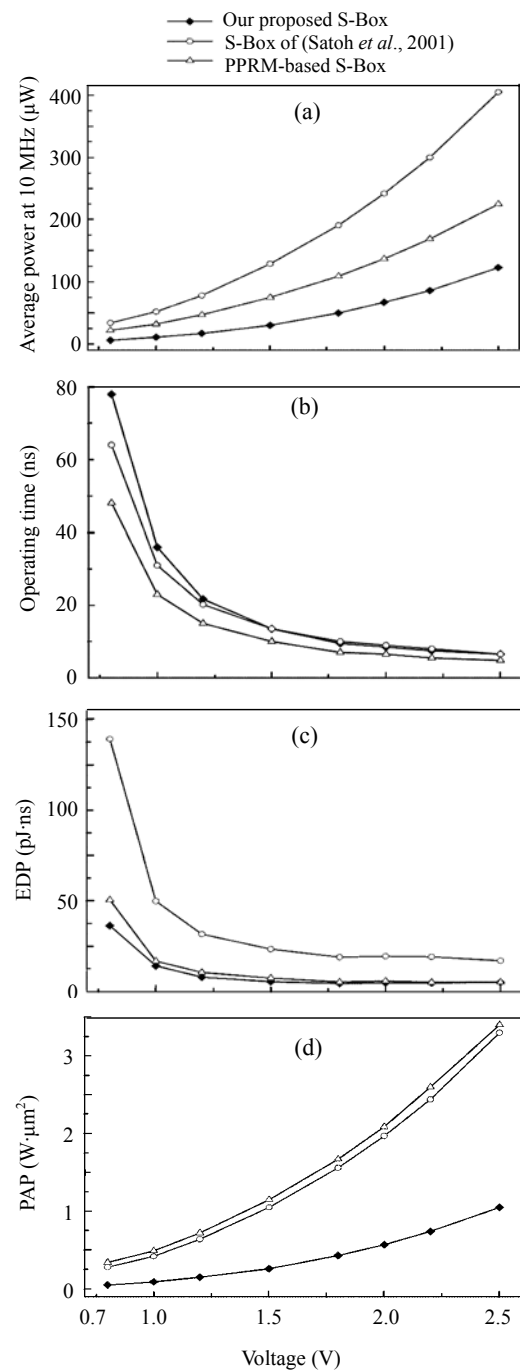 Our proposed S-Box
S-Box of (Satoh et al., 2001)
PPRM-based S-Box
(a)
Average power at 10 MHz (µW)
400
300
200
100
0
(b)
Operating time (ns)
80
60
40
20
0
(c)
EDP (pJ·ns)
150
100
50
0
(d)
PAP (W·µm²)
3
2
1
0
0.7
1.0
1.5
2.0
2.5
Voltage (V)